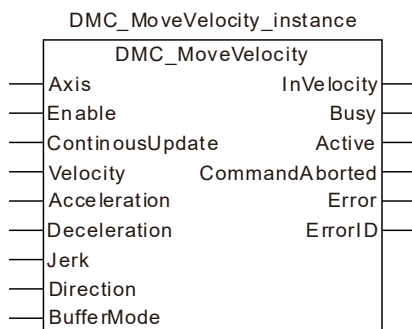 DMC_MoveVelocity_instance
DMC_MoveVelocity
Axis InVelocity
Enable Busy
ContinousUpdate Active
Velocity CommandAborted
Acceleration Error
Deceleration ErrorID
Jerk
Direction
BufferMode